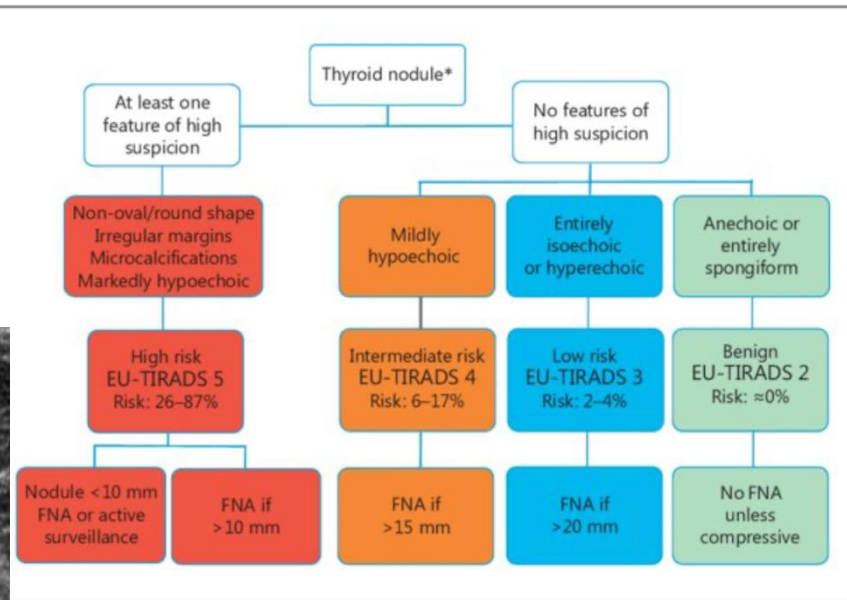 Thyroid nodule*
At least one
feature of high
suspicion
No features of
high suspicion
Non-oval/round shape
Irregular margins
Microcalcifications
Markedly hypoechoic
Mildly
hypoechoic
Entirely
isoechoic
or hyperechoic
Anechoic or
entirely
spongiform
High risk
EU-TIRADS 5
Risk: 26–87%
Intermediate risk
EU-TIRADS 4
Risk: 6–17%
Low risk
EU-TIRADS 3
Risk: 2–4%
Benign
EU-TIRADS 2
Risk: ≈0%
Nodule <10 mm
FNA or active
surveillance
FNA if
>10 mm
FNA if
>15 mm
FNA if
>20 mm
No FNA
unless
compressive